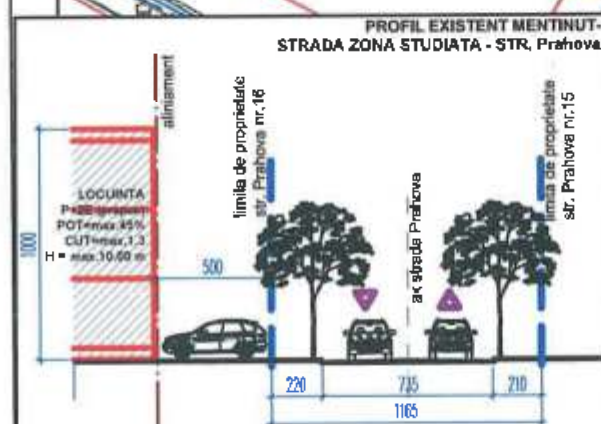 PROFIL EXISTENT MENTINUT-
STRADA ZONA STUDIATA - STR. Prahova
aliniament
limita de proprietate
str. Prahova nr.16
ax strada Prahova
limita de proprietate
str. Prahova nr.15
LOCUINTA
POT=max.45%
CUT=max.1.3
H = max.10.00 m
1000
500
220
735
210
1165